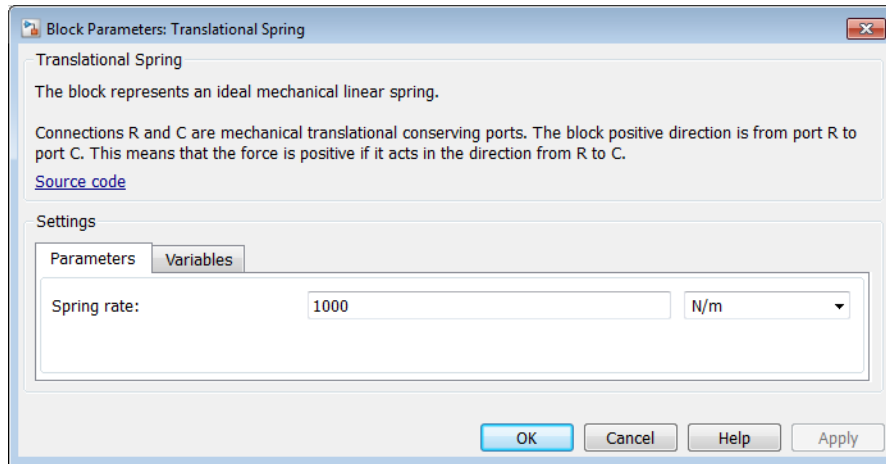 Block Parameters: Translational Spring
Translational Spring
The block represents an ideal mechanical linear spring.
Connections R and C are mechanical translational conserving ports. The block positive direction is from port R to
port C. This means that the force is positive if it acts in the direction from R to C.
Source code
Settings
Parameters Variables
Spring rate: 1000 N/m
OK Cancel Help Apply